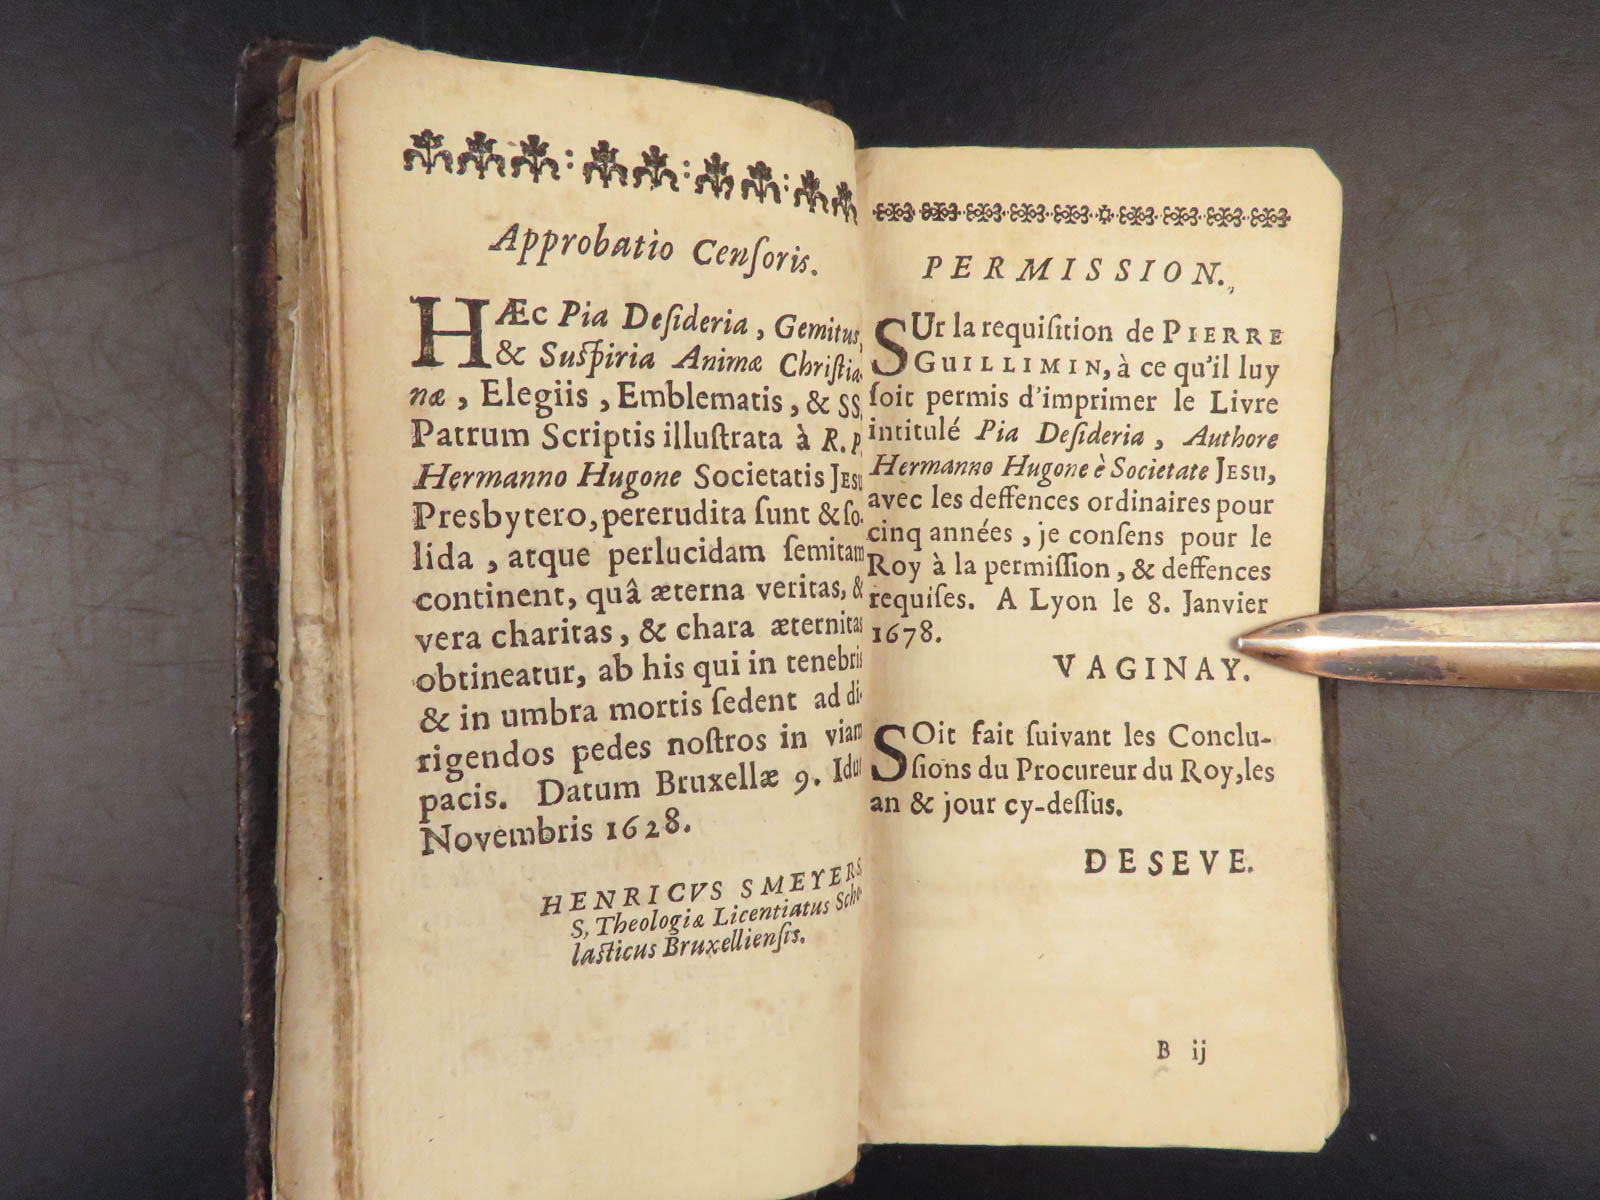 Approbatio Cenſoris.
HÆc Pia Deſideria, Gemitus,
& Suſpiria Animæ Chriſtia-
næ, Elegiis, Emblematis, & SS.
Patrum Scriptis illuſtrata à R. P.
Hermanno Hugone Societatis JESU
Presbytero, pererudita ſunt & ſo-
lida, atque perlucidam ſemitam
continent, quâ æterna veritas, &
vera charitas, & chara æternitas
obtineatur, ab his qui in tenebris
& in umbra mortis ſedent ad di-
rigendos pedes noſtros in viam
pacis. Datum Bruxellæ 9. Idus
Novembris 1628.
HENRICVS SMEYERS
S, Theologiæ Licentiatus Scho-
laſticus Bruxellienſis.
PERMISSION.
SUr la requiſition de PIERRE
GUILLIMIN, à ce qu'il luy
ſoit permis d'imprimer le Livre
intitulé Pia Deſideria, Authore
Hermanno Hugone è Societate JESU,
avec les deffences ordinaires pour
cinq années, je conſens pour le
Roy à la permiſſion, & deffences
requiſes. A Lyon le 8. Janvier
1678.
VAGINAY.
SOit fait ſuivant les Conclu-
ſions du Procureur du Roy, les
an & jour cy-deſſus.
DESEVE.
B ij